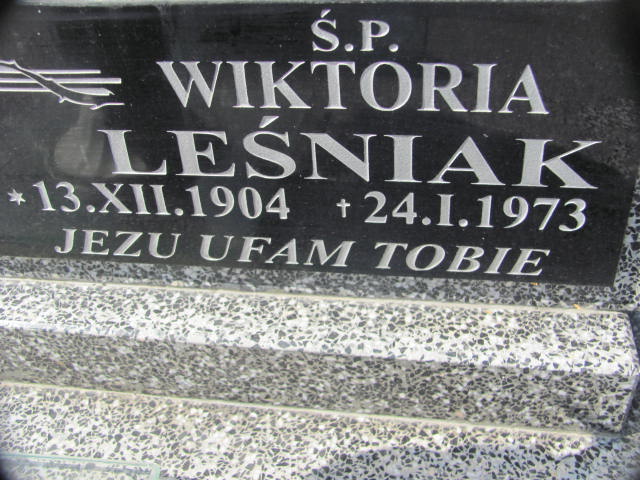 Ś.P.
WIKTORIA
LEŚNIAK
* 13.XII.1904 † 24.I.1973
JEZU UFAM TOBIE